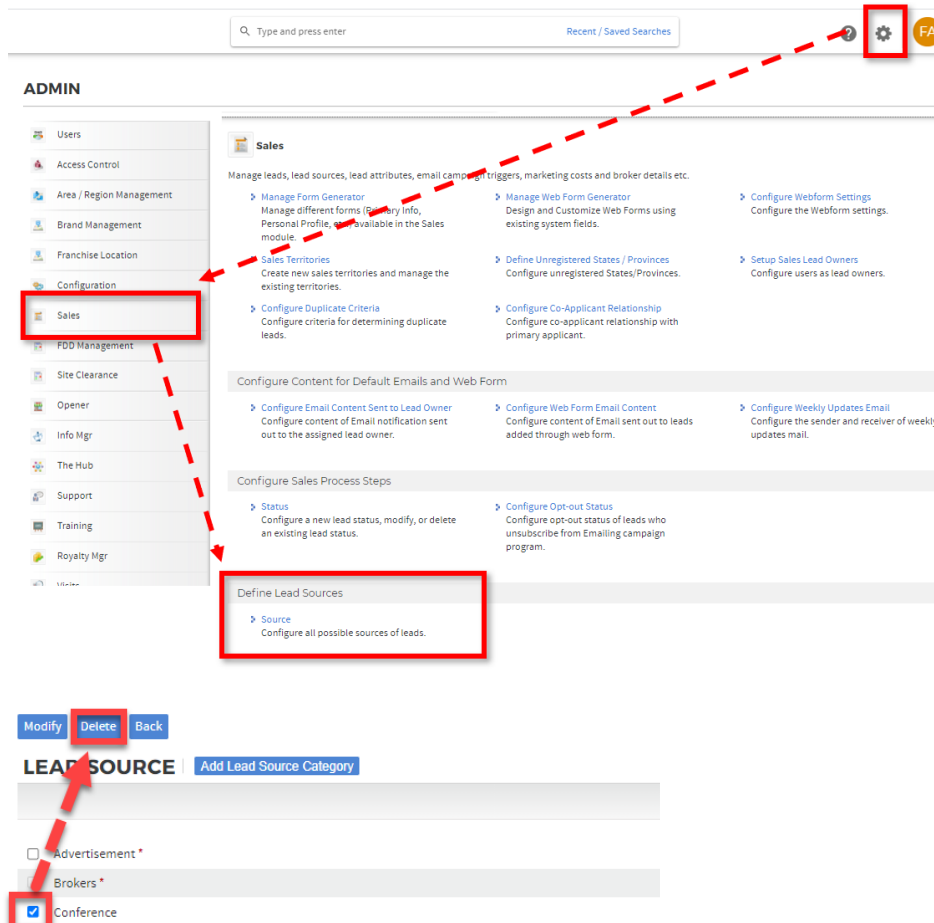 Type and press enter
Recent / Saved Searches
?
FA
ADMIN
Users
Access Control
Area / Region Management
Brand Management
Franchise Location
Configuration
Sales
FDD Management
Site Clearance
Opener
Info Mgr
The Hub
Support
Training
Royalty Mgr
Visits
Sales
Manage leads, lead sources, lead attributes, email campaign triggers, marketing costs and broker details etc.
Manage Form Generator
Manage different forms (Primary Info,
Personal Profile, etc.) available in the Sales
module.
Manage Web Form Generator
Design and Customize Web Forms using
existing system fields.
Configure Webform Settings
Configure the Webform settings.
Sales Territories
Create new sales territories and manage the
existing territories.
Define Unregistered States / Provinces
Configure unregistered States/Provinces.
Setup Sales Lead Owners
Configure users as lead owners.
Configure Duplicate Criteria
Configure criteria for determining duplicate
leads.
Configure Co-Applicant Relationship
Configure co-applicant relationship with
primary applicant.
Configure Content for Default Emails and Web Form
Configure Email Content Sent to Lead Owner
Configure content of Email notification sent
out to the assigned lead owner.
Configure Web Form Email Content
Configure content of Email sent out to leads
added through web form.
Configure Weekly Updates Email
Configure the sender and receiver of weekly
updates mail.
Configure Sales Process Steps
Status
Configure a new lead status, modify, or delete
an existing lead status.
Configure Opt-out Status
Configure opt-out status of leads who
unsubscribe from Emailing campaign
program.
Define Lead Sources
Source
Configure all possible sources of leads.
Modify Delete Back
LEAD SOURCE Add Lead Source Category
Advertisement *
Brokers *
Conference